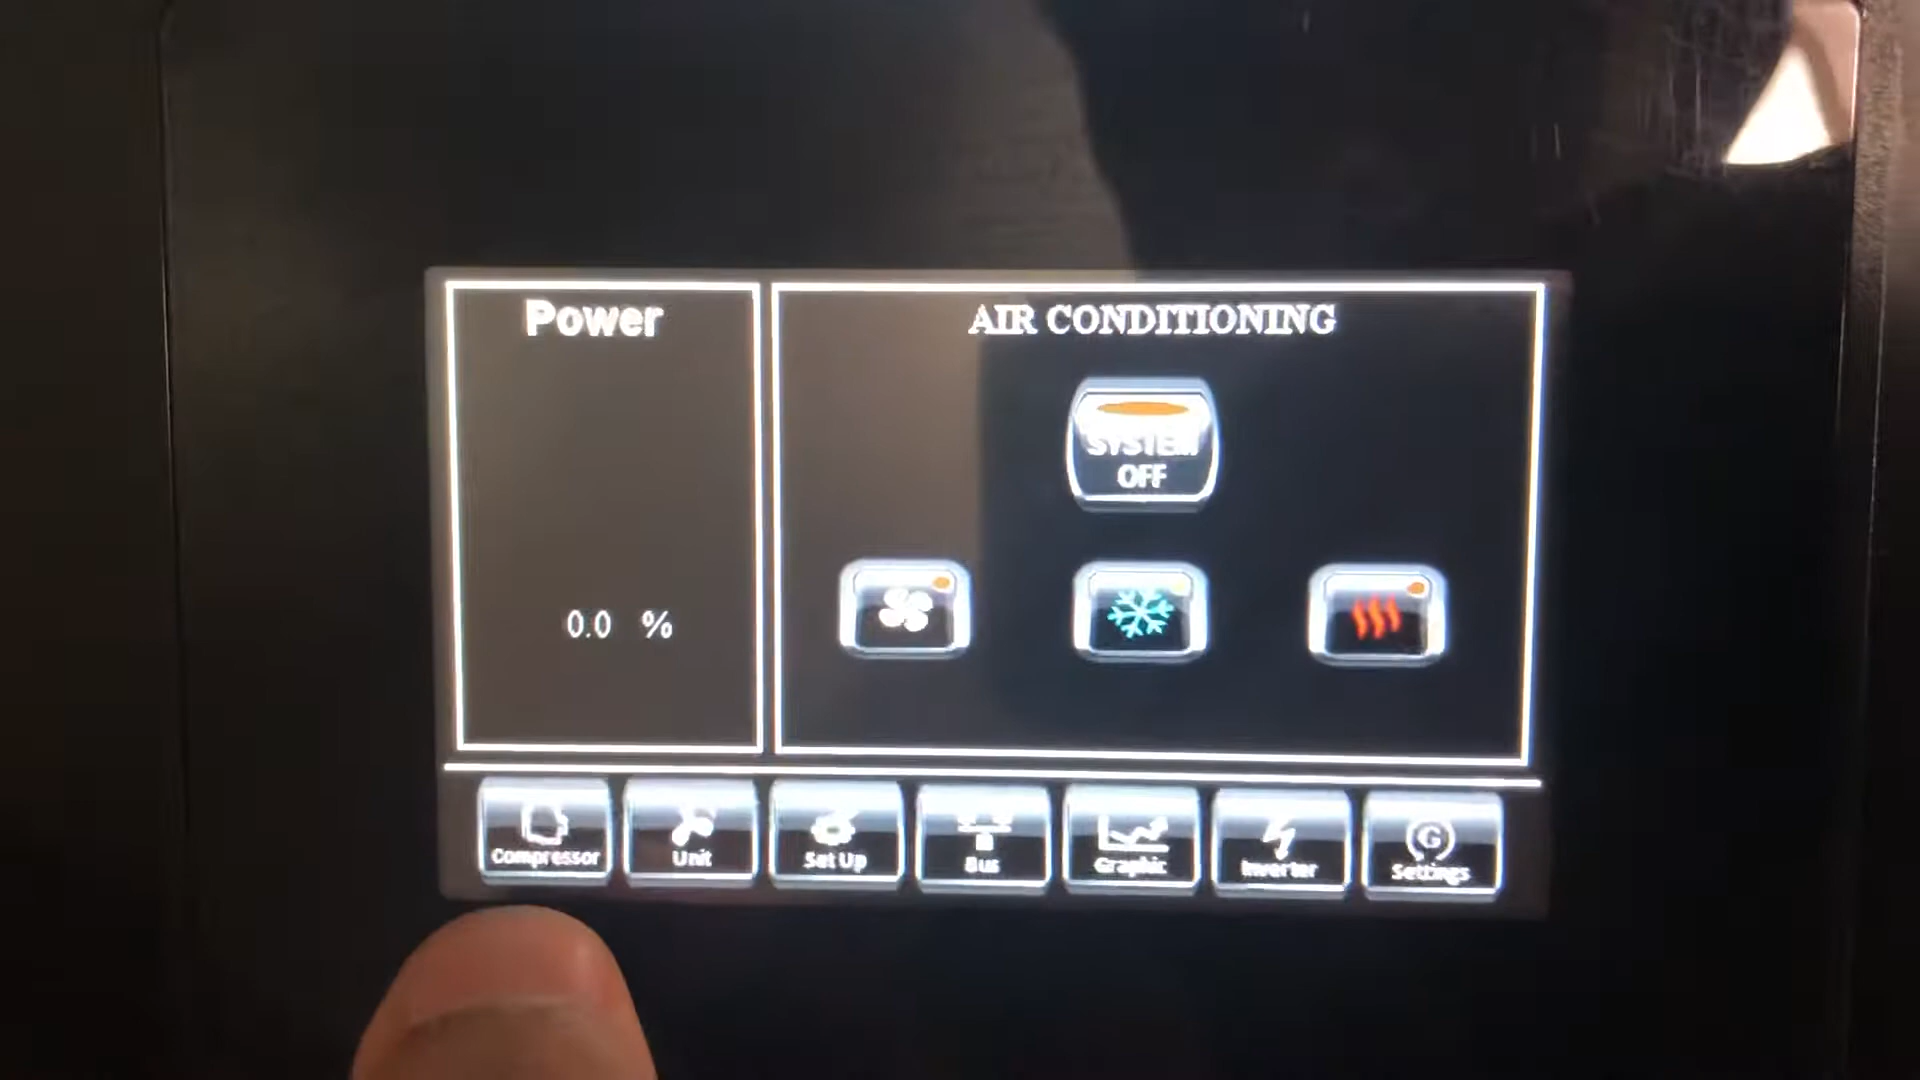 Power
AIR CONDITIONING
SYSTEM
OFF
0.0 %
Compressor
Unit
Set Up
Bus
Graphic
Inverter
G
Settings